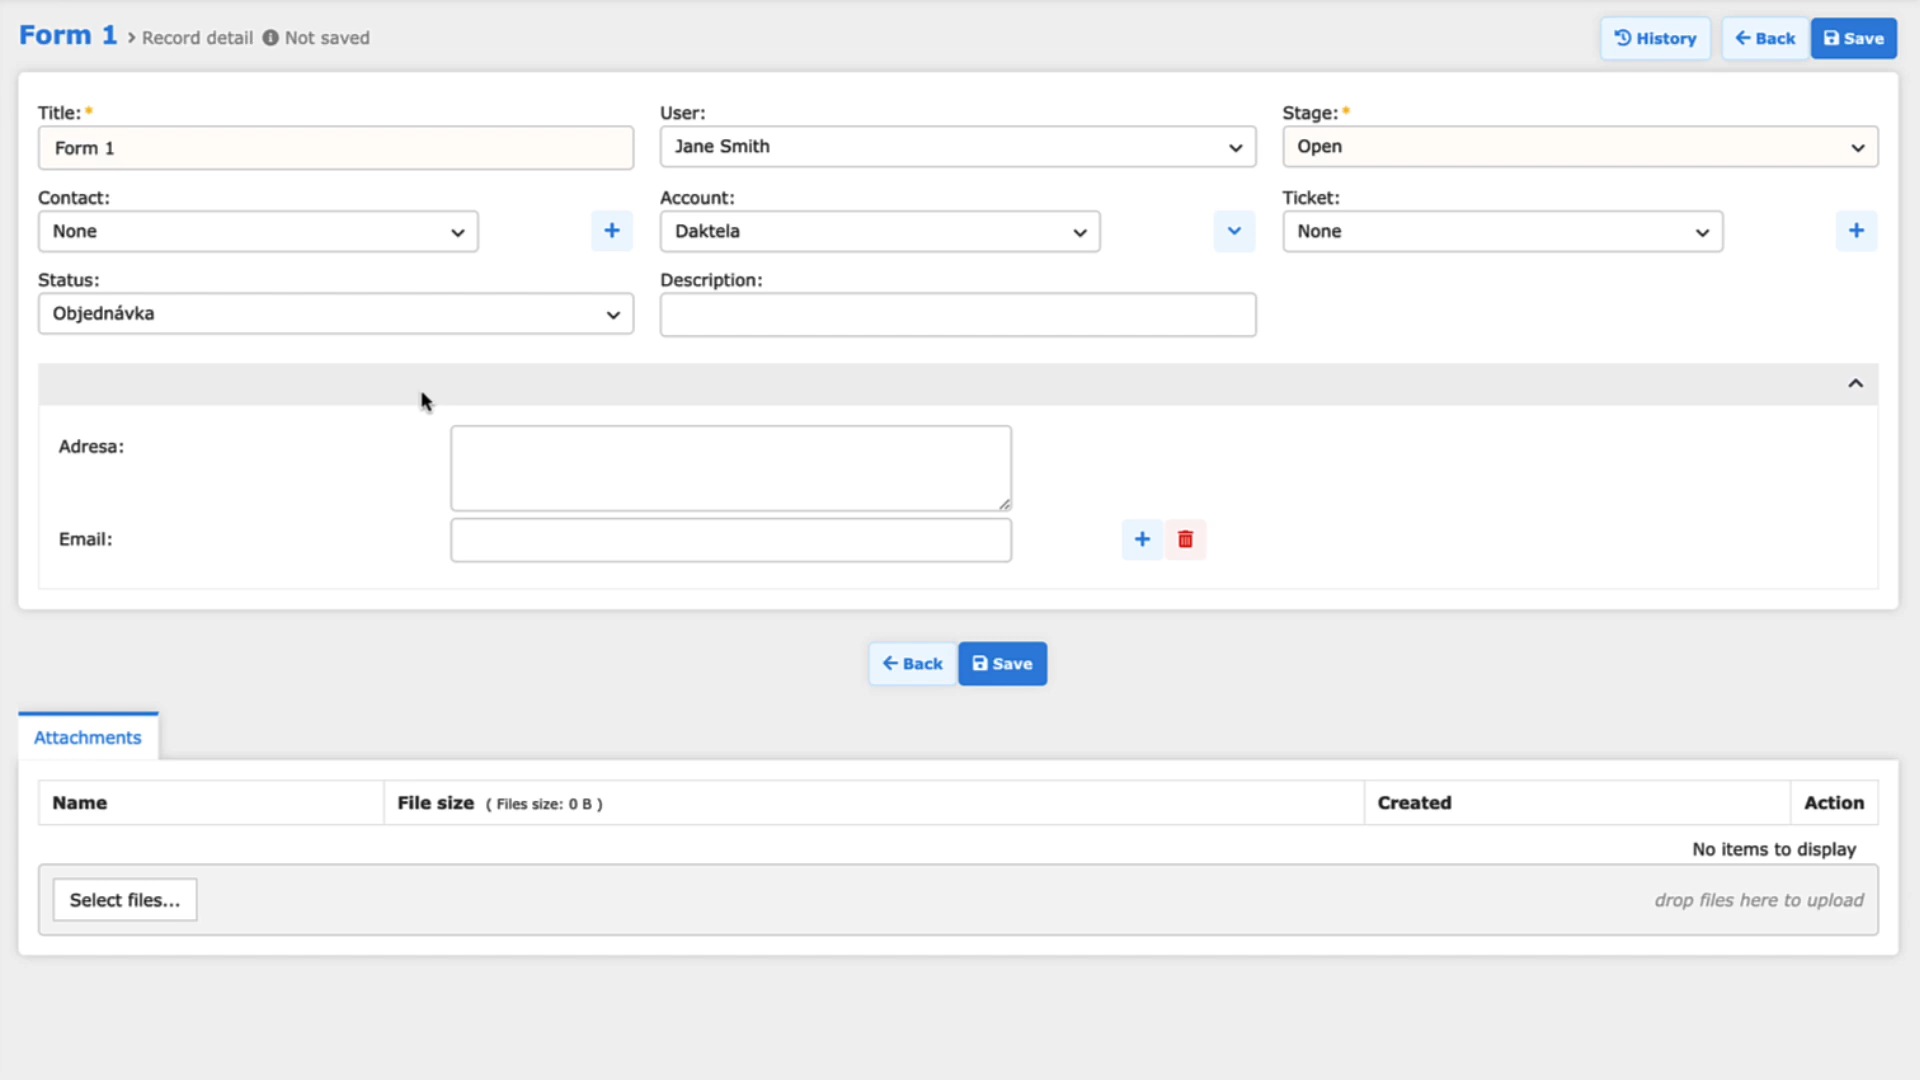 Form 1 > Record detail Not saved
History Back Save
Title:* User: Stage:*
Form 1 Jane Smith Open
Contact: Account: Ticket:
None + Daktela None +
Status: Description:
Objednávka
Adresa:
Email: +
Back Save
Attachments
Name File size ( Files size: 0 B ) Created Action
No items to display
Select files... drop files here to upload